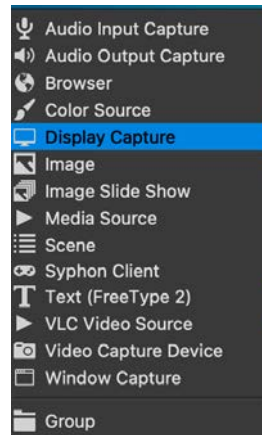 Audio Input Capture
Audio Output Capture
Browser
Color Source
Display Capture
Image
Image Slide Show
Media Source
Scene
Syphon Client
Text (FreeType 2)
VLC Video Source
Video Capture Device
Window Capture
Group